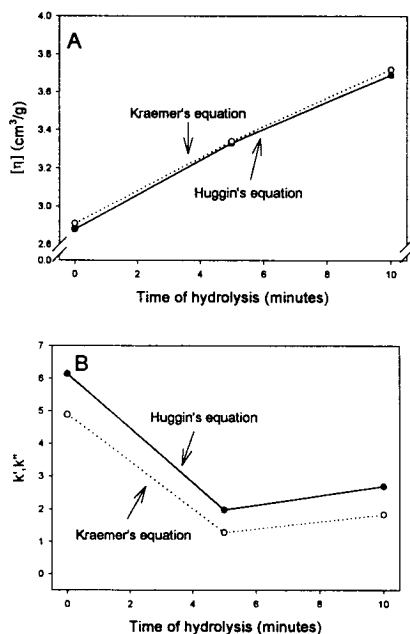 A
4.0
3.8
3.6
3.4
3.2
3.0
2.8
0.0
[η] (cm³/g)
Kraemer's equation
Huggin's equation
0 2 4 6 8 10
Time of hydrolysis (minutes)
B
7
6
5
4
3
2
1
0
k',k"
Huggin's equation
Kraemer's equation
0 2 4 6 8 10
Time of hydrolysis (minutes)